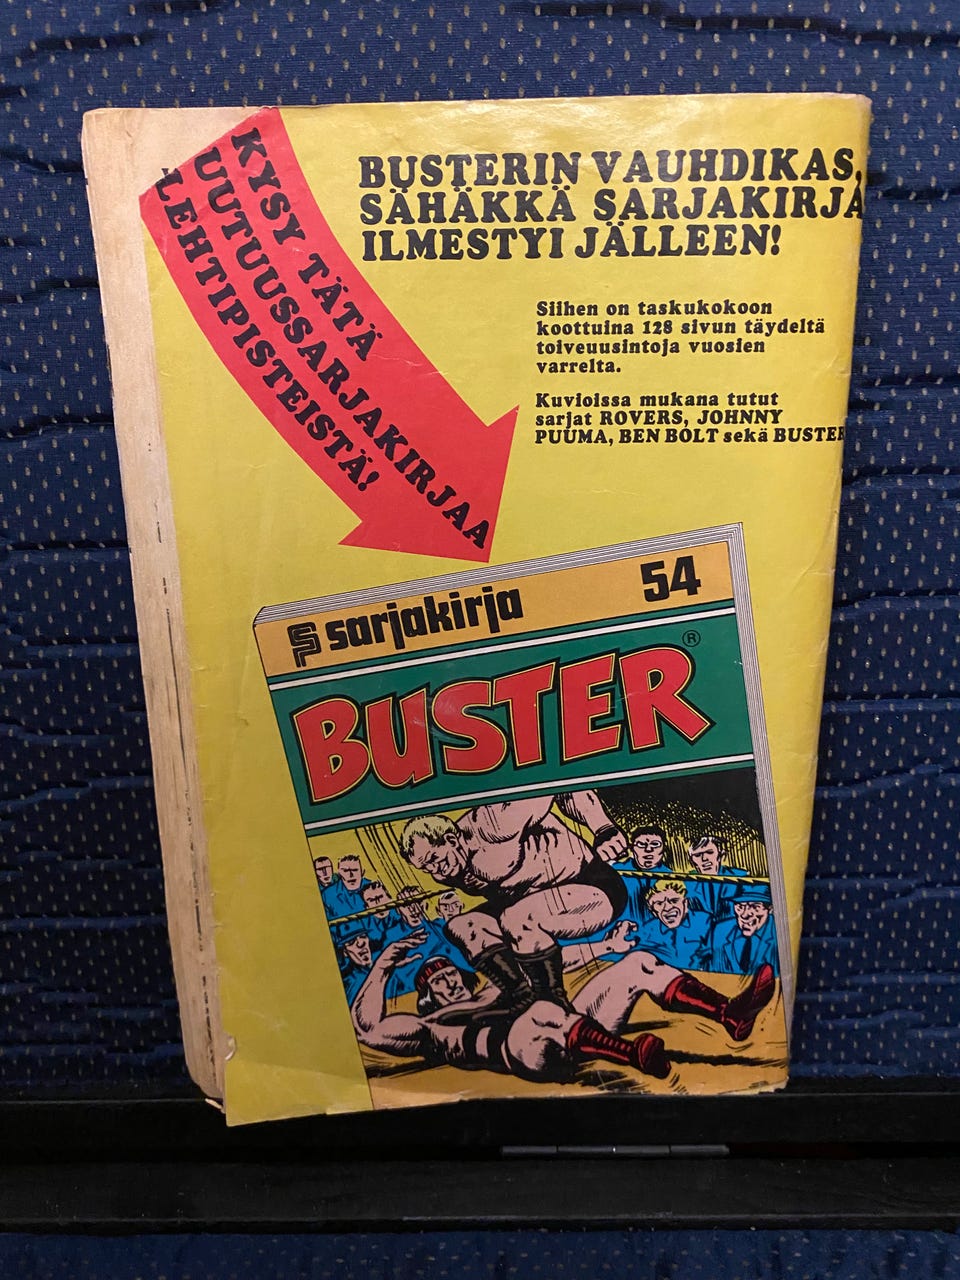 KYSY TÄTÄ
UUTUUSSARJAKIRJAA
LEHTIPISTEISTÄ!
BUSTERIN VAUHDIKAS,
SÄHÄKKÄ SARJAKIRJA
ILMESTYI JÄLLEEN!
Siihen on taskukokoon
koottuina 128 sivun täydeltä
toiveuusintoja vuosien
varrelta.
Kuvioissa mukana tutut
sarjat ROVERS, JOHNNY
PUUMA, BEN BOLT sekä BUSTER
sarjakirja 54
BUSTER®